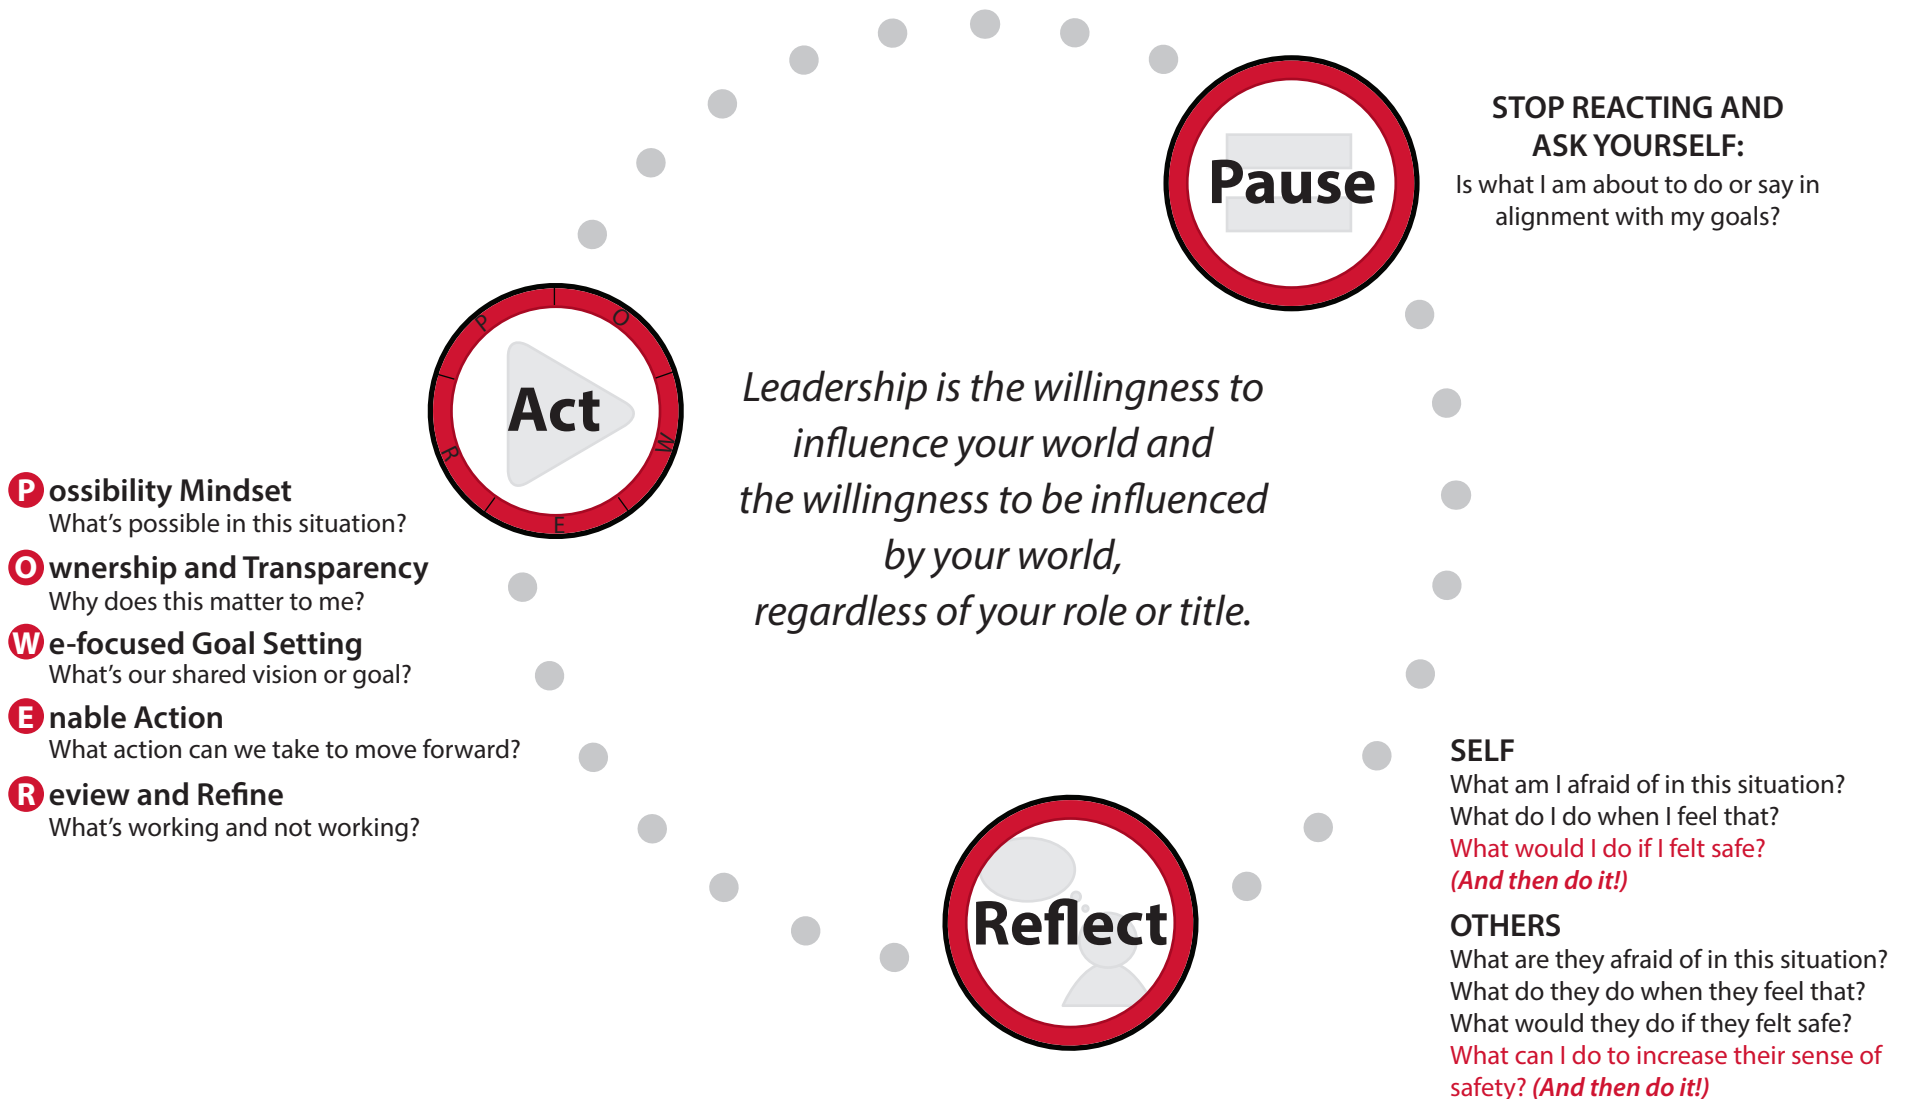 Pause
STOP REACTING AND
ASK YOURSELF:
Is what I am about to do or say in
alignment with my goals?
Act
P
O
W
E
R
Leadership is the willingness to
influence your world and
the willingness to be influenced
by your world,
regardless of your role or title.
Possibility Mindset
What's possible in this situation?
Ownership and Transparency
Why does this matter to me?
We-focused Goal Setting
What's our shared vision or goal?
Enable Action
What action can we take to move forward?
Review and Refine
What's working and not working?
Reflect
SELF
What am I afraid of in this situation?
What do I do when I feel that?
What would I do if I felt safe?
(And then do it!)
OTHERS
What are they afraid of in this situation?
What do they do when they feel that?
What would they do if they felt safe?
What can I do to increase their sense of
safety? (And then do it!)